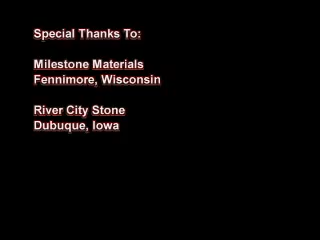 Special Thanks To:
Milestone Materials
Fennimore, Wisconsin
River City Stone
Dubuque, Iowa